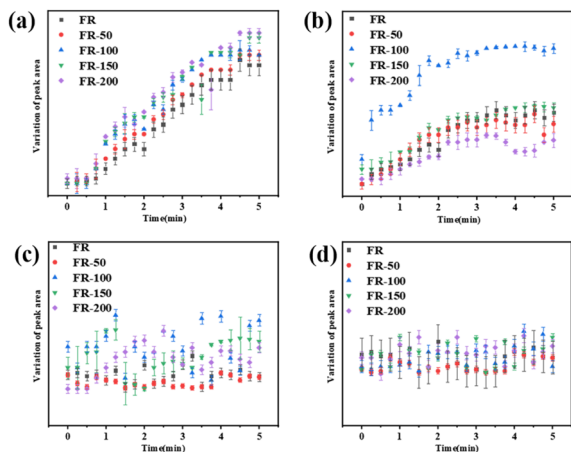 (a)
FR
FR-50
FR-100
FR-150
FR-200
Variation of peak area
0 1 2 3 4 5
Time(min)
(b)
FR
FR-50
FR-100
FR-150
FR-200
Variation of peak area
0 1 2 3 4 5
Time(min)
(c)
FR
FR-50
FR-100
FR-150
FR-200
Variation of peak area
0 1 2 3 4 5
Time(min)
(d)
FR
FR-50
FR-100
FR-150
FR-200
Variation of peak area
0 1 2 3 4 5
Time(min)